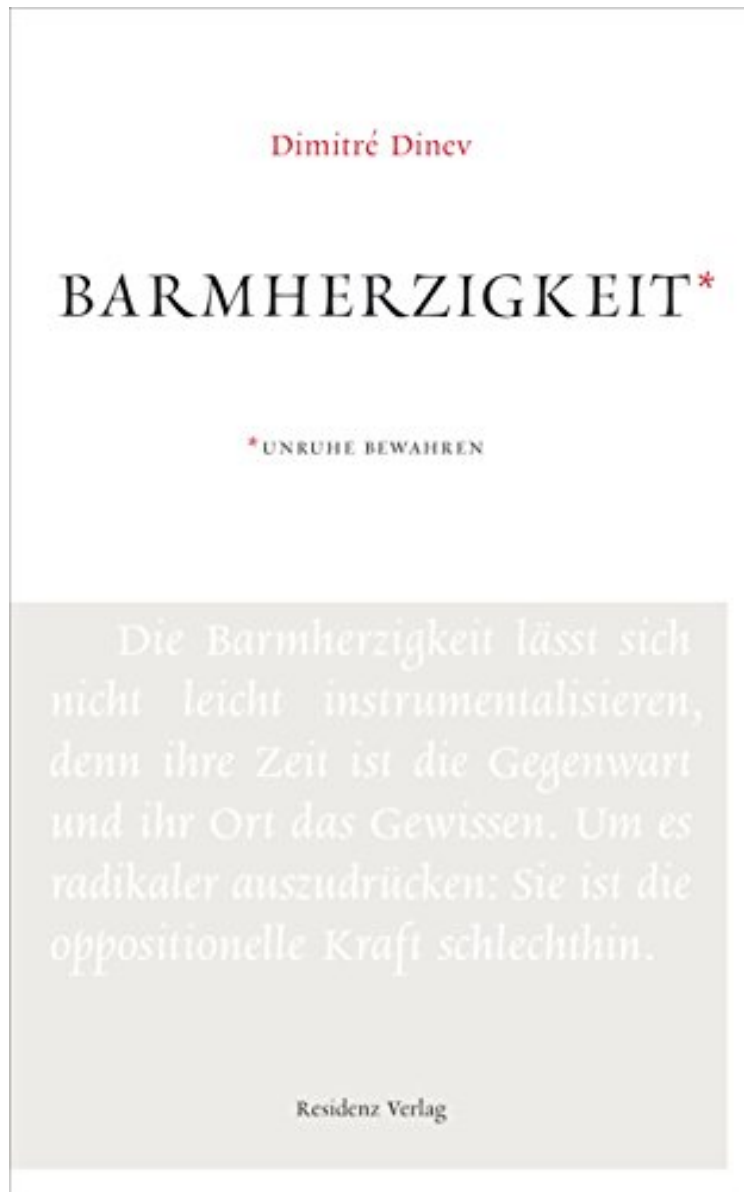 Dimitré Dinev
BARMHERZIGKEIT*
*UNRUHE BEWAHREN
Die Barmherzigkeit lässt sich
nicht leicht instrumentalisieren,
denn ihre Zeit ist die Gegenwart
und ihr Ort das Gewissen. Um es
radikaler auszudrücken: Sie ist die
oppositionelle Kraft schlechthin.
Residenz Verlag